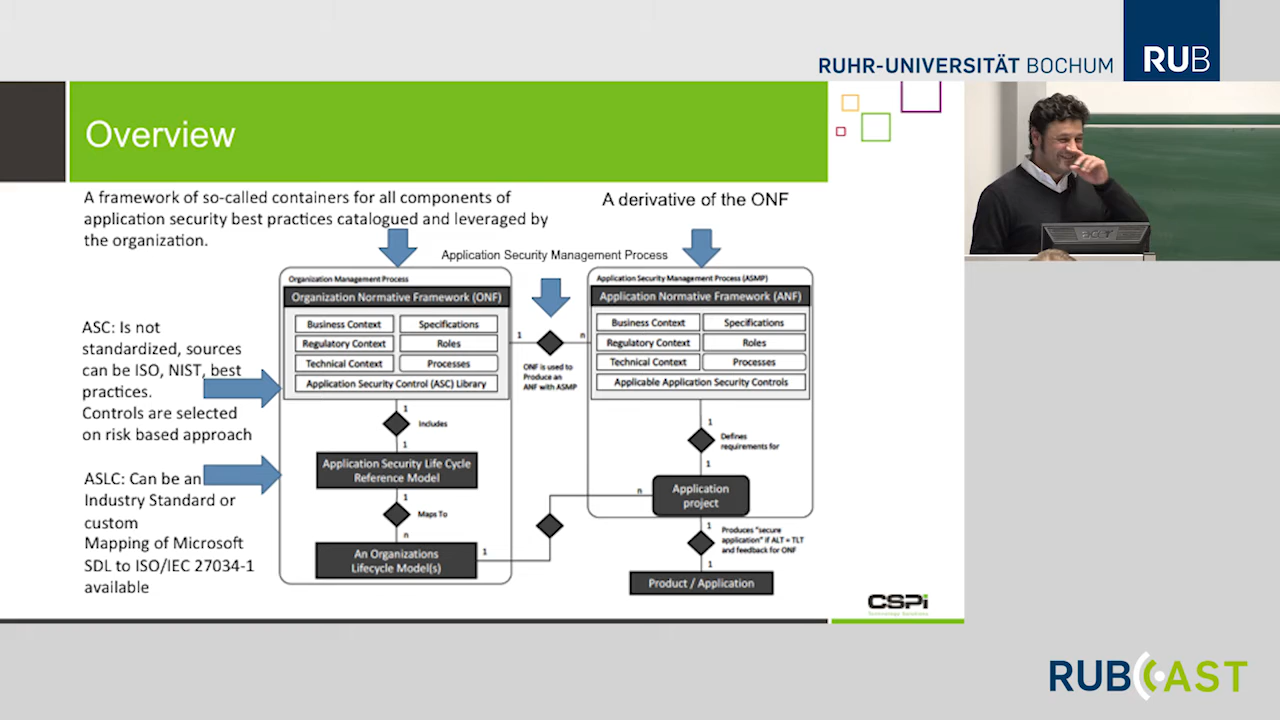 RUHR-UNIVERSITÄT BOCHUM
RUB
Overview
A framework of so-called containers for all components of
application security best practices catalogued and leveraged by
the organization.
A derivative of the ONF
Application Security Management Process
ASC: Is not
standardized, sources
can be ISO, NIST, best
practices.
Controls are selected
on risk based approach
ASLC: Can be an
Industry Standard or
custom
Mapping of Microsoft
SDL to ISO/IEC 27034-1
available
Organization Management Process
Organization Normative Framework (ONF)
Business Context
Specifications
Regulatory Context
Roles
Technical Context
Processes
Application Security Control (ASC) Library
1
Includes
1
Application Security Life Cycle
Reference Model
1
Maps To
n
An Organizations
Lifecycle Model(s)
1
n
1
n
ONF is used to
Produce an
ANF with ASMP
Application Security Management Process (ASMP)
Application Normative Framework (ANF)
Business Context
Specifications
Regulatory Context
Roles
Technical Context
Processes
Applicable Application Security Controls
1
Defines
requirements for
1
Application
project
1
Produces "secure
application" if ALT = TLT
and feedback for ONF
1
Product / Application
CSPi
RUBCAST